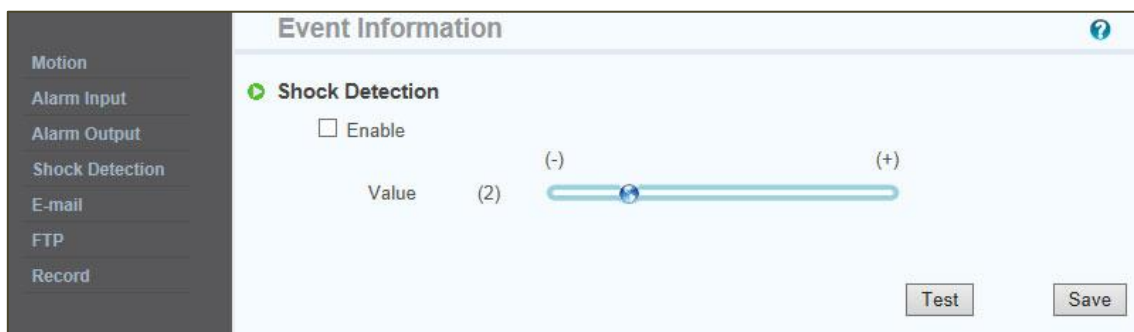 Event Information
?
Motion
Alarm Input
Alarm Output
Shock Detection
E-mail
FTP
Record
Shock Detection
Enable
(-) (+)
Value (2)
Test Save